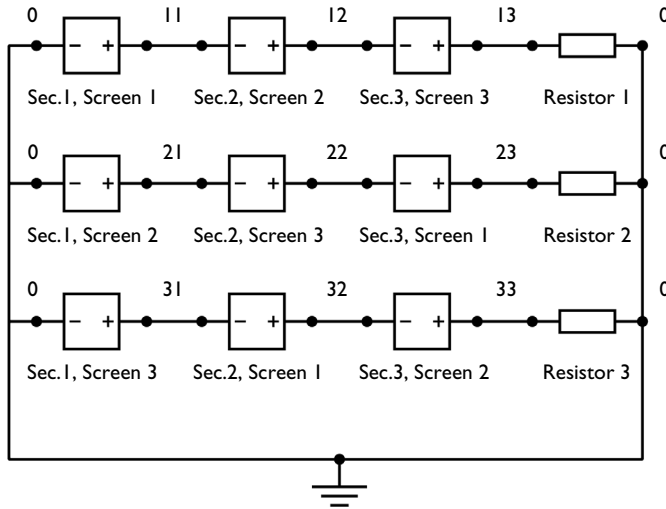 0 11 12 13 0
− + − + − +
Sec.1, Screen 1 Sec.2, Screen 2 Sec.3, Screen 3 Resistor 1
0 21 22 23 0
− + − + − +
Sec.1, Screen 2 Sec.2, Screen 3 Sec.3, Screen 1 Resistor 2
0 31 32 33 0
− + − + − +
Sec.1, Screen 3 Sec.2, Screen 1 Sec.3, Screen 2 Resistor 3